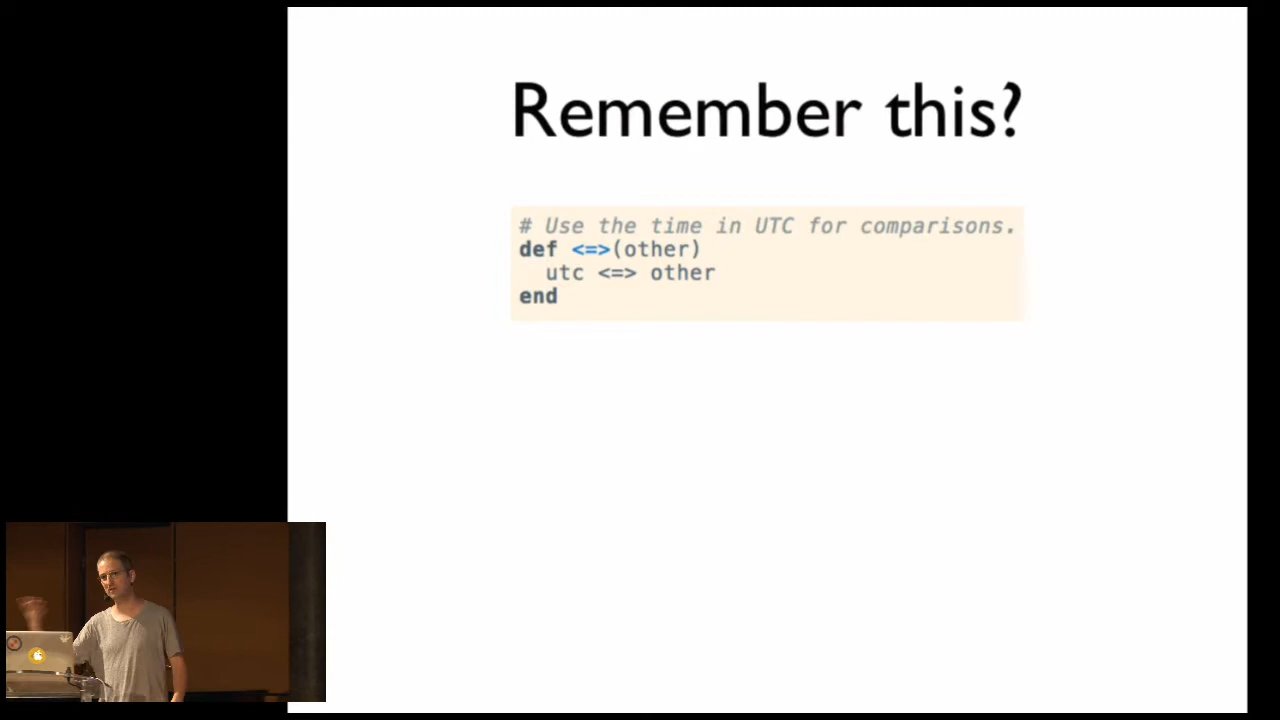 Remember this?
# Use the time in UTC for comparisons.
def <=>(other)
  utc <=> other
end